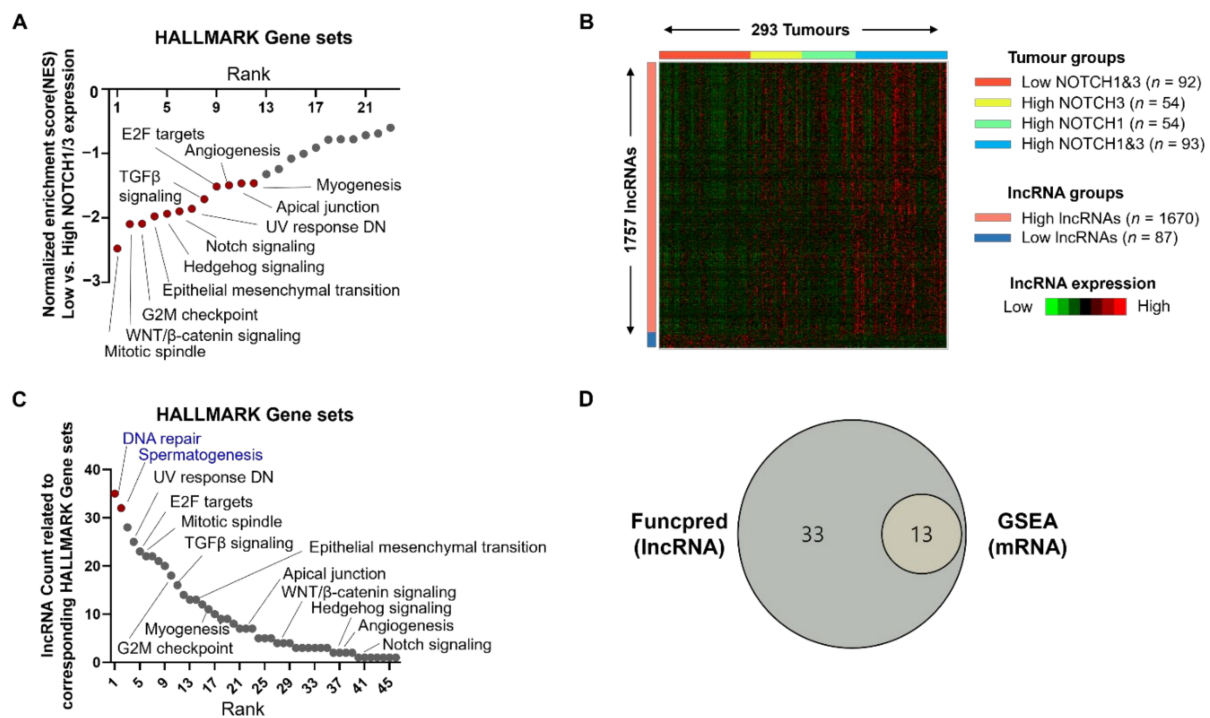 A
HALLMARK Gene sets
Rank
0
1
5
9
13
17
21
−1
−2
−3
Normalized enrichment score(NES)
Low vs. High NOTCH1/3 expression
E2F targets
Angiogenesis
TGFβ
signaling
Myogenesis
Apical junction
UV response DN
Notch signaling
Hedgehog signaling
Epithelial mesenchymal transition
G2M checkpoint
WNT/β-catenin signaling
Mitotic spindle
B
293 Tumours
1757 lncRNAs
Tumour groups
Low NOTCH1&3 (n = 92)
High NOTCH3 (n = 54)
High NOTCH1 (n = 54)
High NOTCH1&3 (n = 93)
lncRNA groups
High lncRNAs (n = 1670)
Low lncRNAs (n = 87)
lncRNA expression
Low
High
C
HALLMARK Gene sets
lncRNA Count related to
corresponding HALLMARK Gene sets
40
30
20
10
0
DNA repair
Spermatogenesis
UV response DN
E2F targets
Mitotic spindle
TGFβ signaling
Epithelial mesenchymal transition
Apical junction
WNT/β-catenin signaling
Hedgehog signaling
Angiogenesis
Notch signaling
Myogenesis
G2M checkpoint
1
5
9
13
17
21
25
29
33
37
41
45
Rank
D
Funcpred
(lncRNA)
33
13
GSEA
(mRNA)